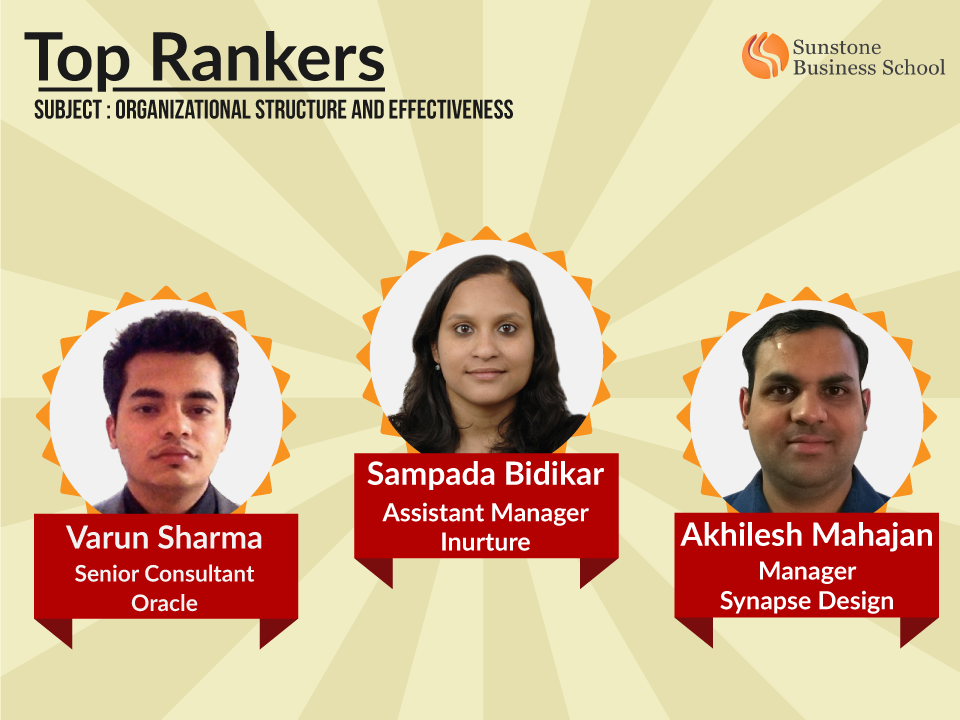 Top Rankers
SUBJECT : ORGANIZATIONAL STRUCTURE AND EFFECTIVENESS
Sunstone
Business School
Varun Sharma
Senior Consultant
Oracle
Sampada Bidikar
Assistant Manager
Inurture
Akhilesh Mahajan
Manager
Synapse Design